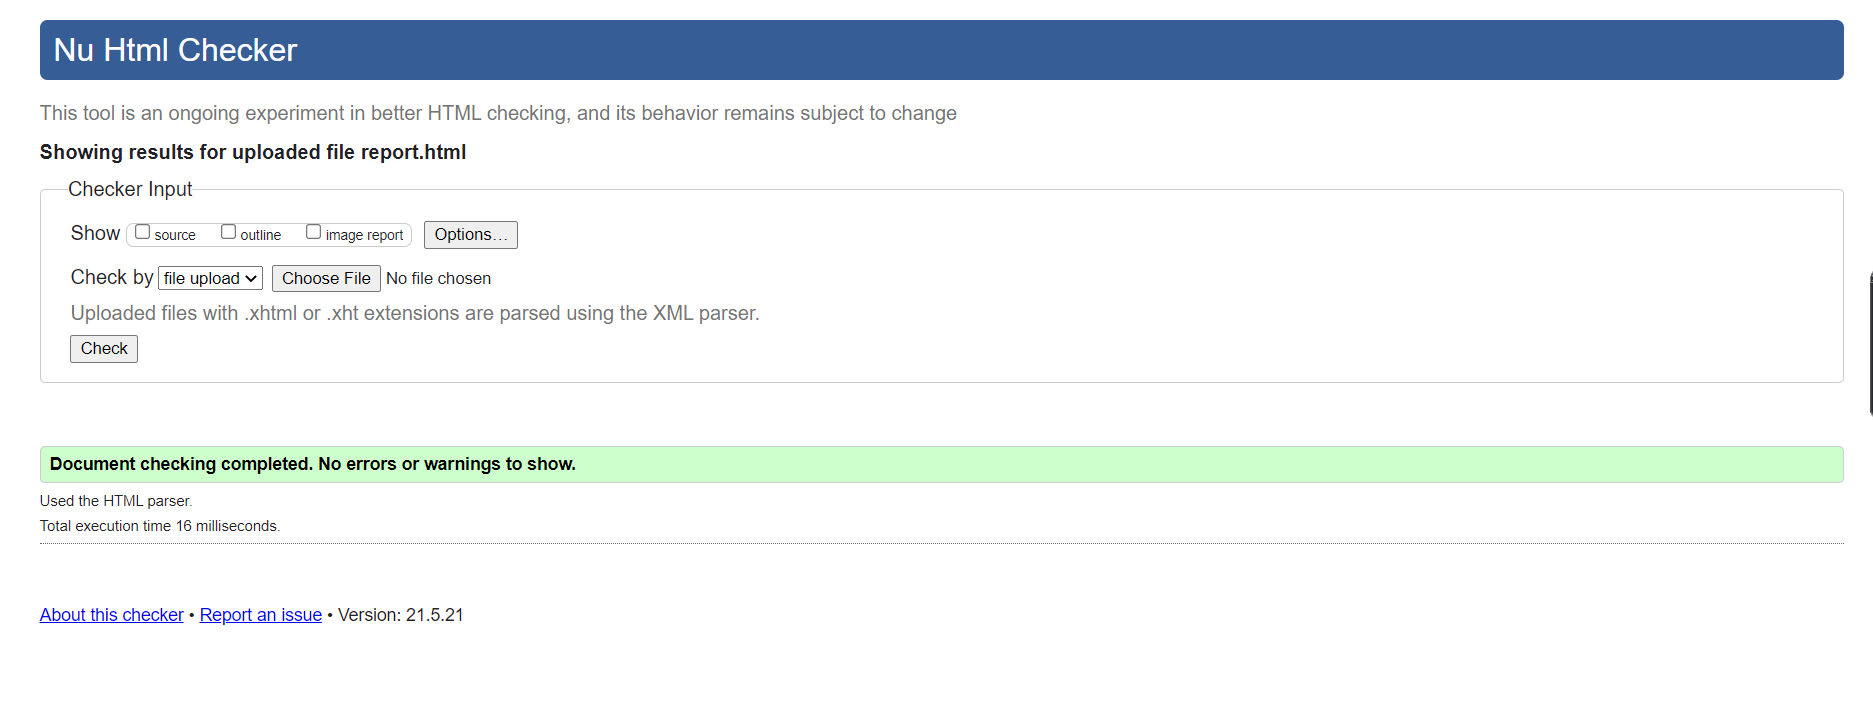 Nu Html Checker
This tool is an ongoing experiment in better HTML checking, and its behavior remains subject to change
Showing results for uploaded file report.html
Checker Input
Show source outline image report Options...
Check by file upload Choose File No file chosen
Uploaded files with .xhtml or .xht extensions are parsed using the XML parser.
Check
Document checking completed. No errors or warnings to show.
Used the HTML parser.
Total execution time 16 milliseconds.
About this checker • Report an issue • Version: 21.5.21